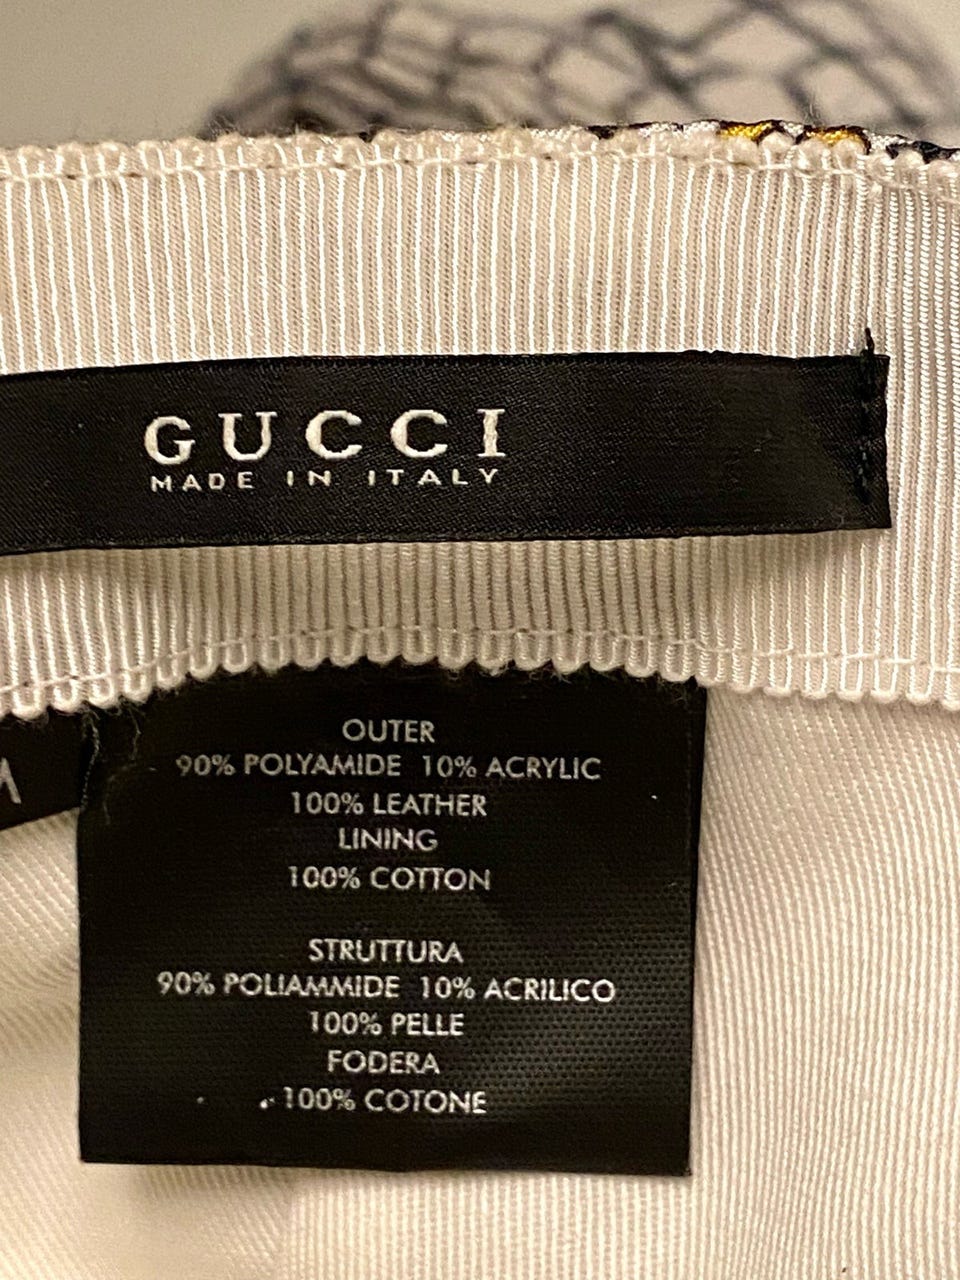 GUCCI
MADE IN ITALY
M
OUTER
90% POLYAMIDE 10% ACRYLIC
100% LEATHER
LINING
100% COTTON
STRUTTURA
90% POLIAMMIDE 10% ACRILICO
100% PELLE
FODERA
100% COTONE